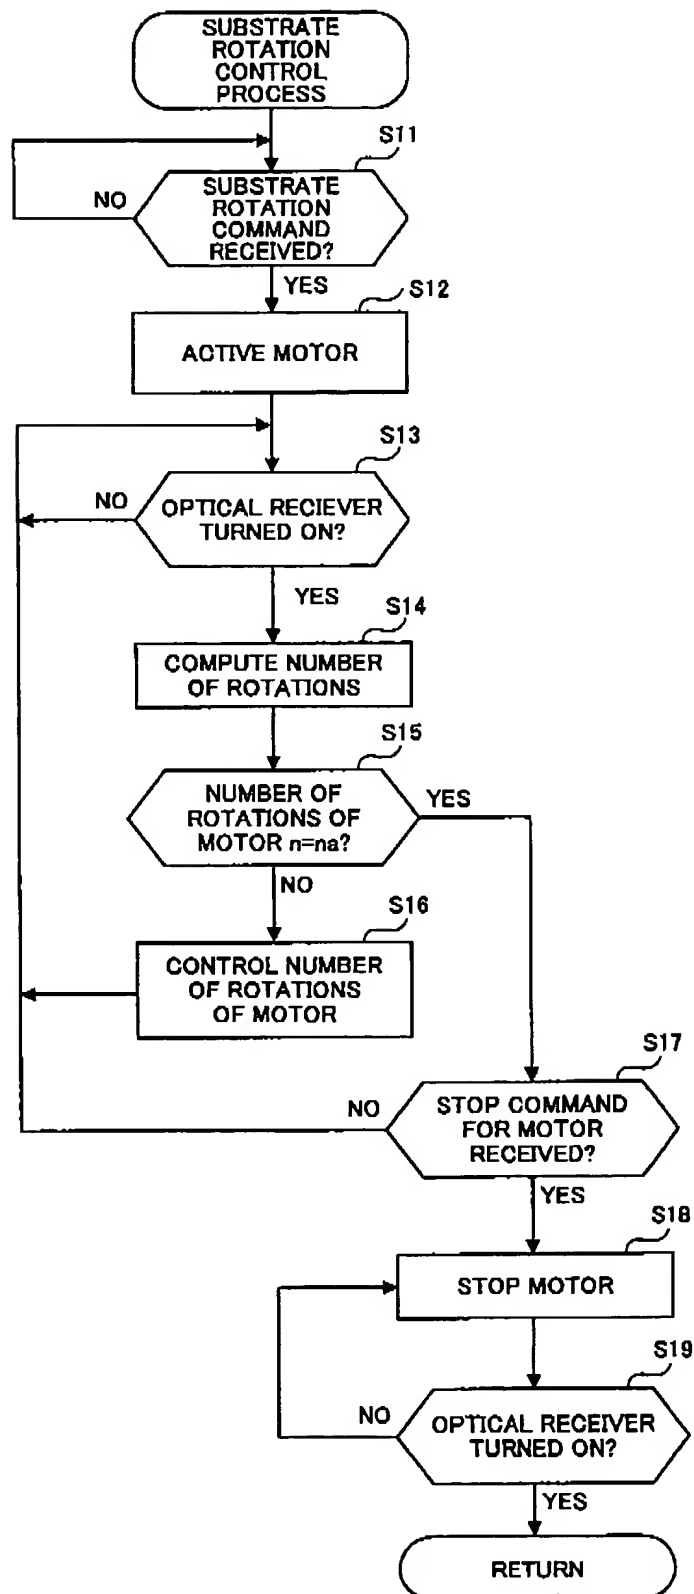 SUBSTRATE
ROTATION
CONTROL
PROCESS
S11
NO
SUBSTRATE
ROTATION
COMMAND
RECEIVED?
YES
S12
ACTIVE MOTOR
S13
NO
OPTICAL RECIEVER
TURNED ON?
YES
S14
COMPUTE NUMBER
OF ROTATIONS
S15
NUMBER OF
ROTATIONS OF
MOTOR n=na?
YES
NO
S16
CONTROL NUMBER
OF ROTATIONS
OF MOTOR
S17
NO
STOP COMMAND
FOR MOTOR
RECEIVED?
YES
S18
STOP MOTOR
S19
NO
OPTICAL RECEIVER
TURNED ON?
YES
RETURN